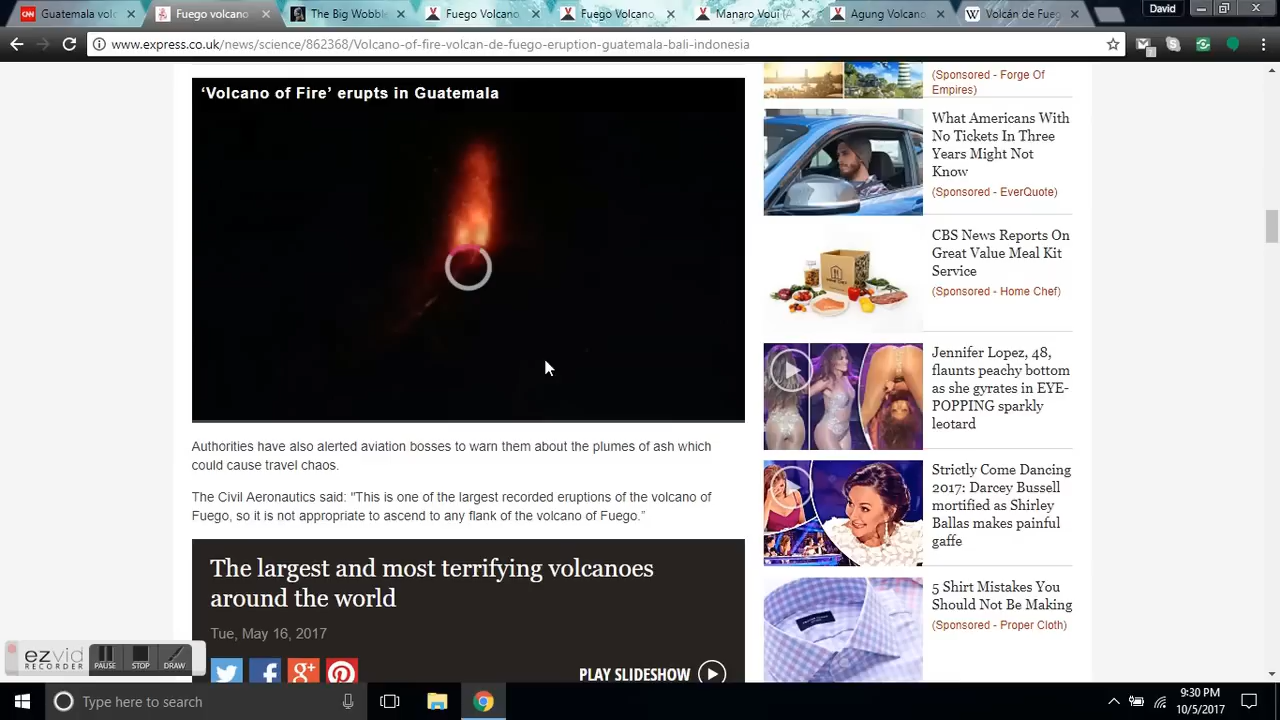 Guatemala vol
Fuego volcano
The Big Wobbl
Fuego Volcano
Fuego Volcano
Manaro Voui (A
Agung Volcano
Volcán de Fueg
David
www.express.co.uk/news/science/862368/Volcano-of-fire-volcan-de-fuego-eruption-guatemala-bali-indonesia
‘Volcano of Fire’ erupts in Guatemala
Authorities have also alerted aviation bosses to warn them about the plumes of ash which
could cause travel chaos.
The Civil Aeronautics said: "This is one of the largest recorded eruptions of the volcano of
Fuego, so it is not appropriate to ascend to any flank of the volcano of Fuego.”
The largest and most terrifying volcanoes
around the world
Tue, May 16, 2017
PLAY SLIDESHOW
(Sponsored - Forge Of
Empires)
What Americans With
No Tickets In Three
Years Might Not
Know
(Sponsored - EverQuote)
CBS News Reports On
Great Value Meal Kit
Service
(Sponsored - Home Chef)
Jennifer Lopez, 48,
flaunts peachy bottom
as she gyrates in EYE-
POPPING sparkly
leotard
Strictly Come Dancing
2017: Darcey Bussell
mortified as Shirley
Ballas makes painful
gaffe
5 Shirt Mistakes You
Should Not Be Making
(Sponsored - Proper Cloth)
ezvid
RECORDER
PAUSE
STOP
DRAW
Type here to search
9:30 PM
10/5/2017